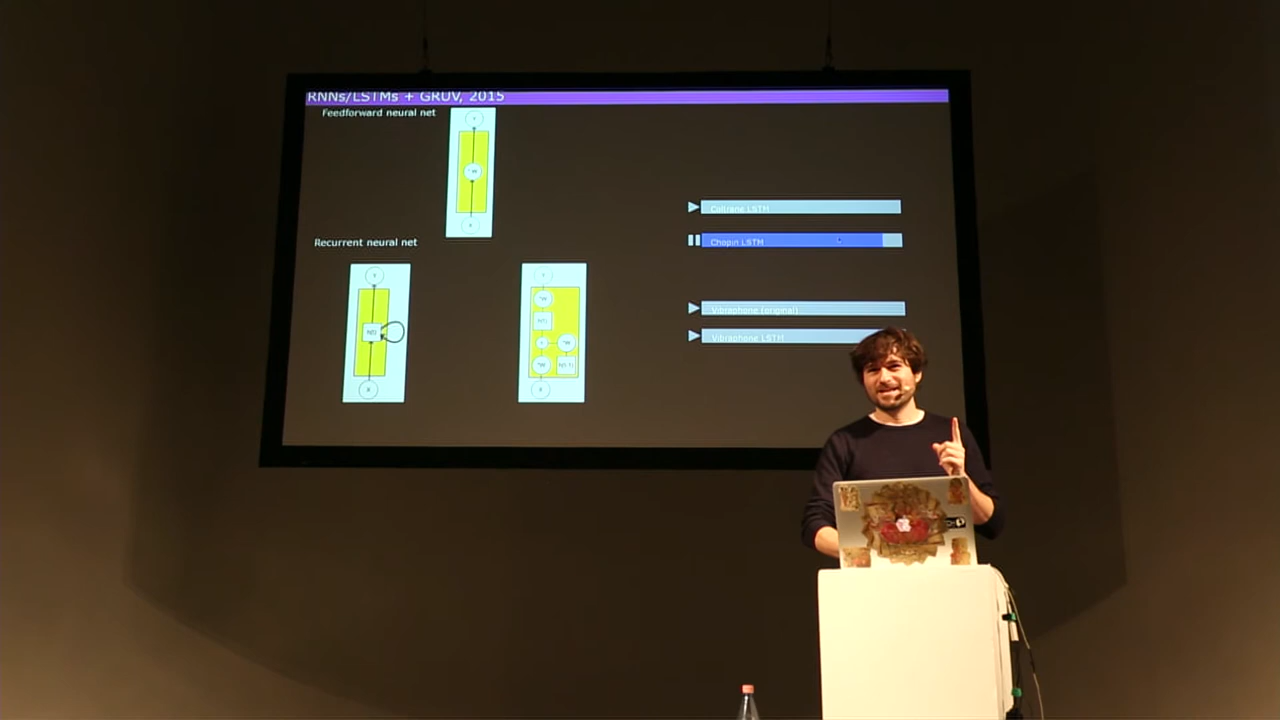 RNNs/LSTMs + GRUV, 2015
Feedforward neural net
Coltrane LSTM
Chopin LSTM
Recurrent neural net
Vibraphone (original)
Vibraphone LSTM